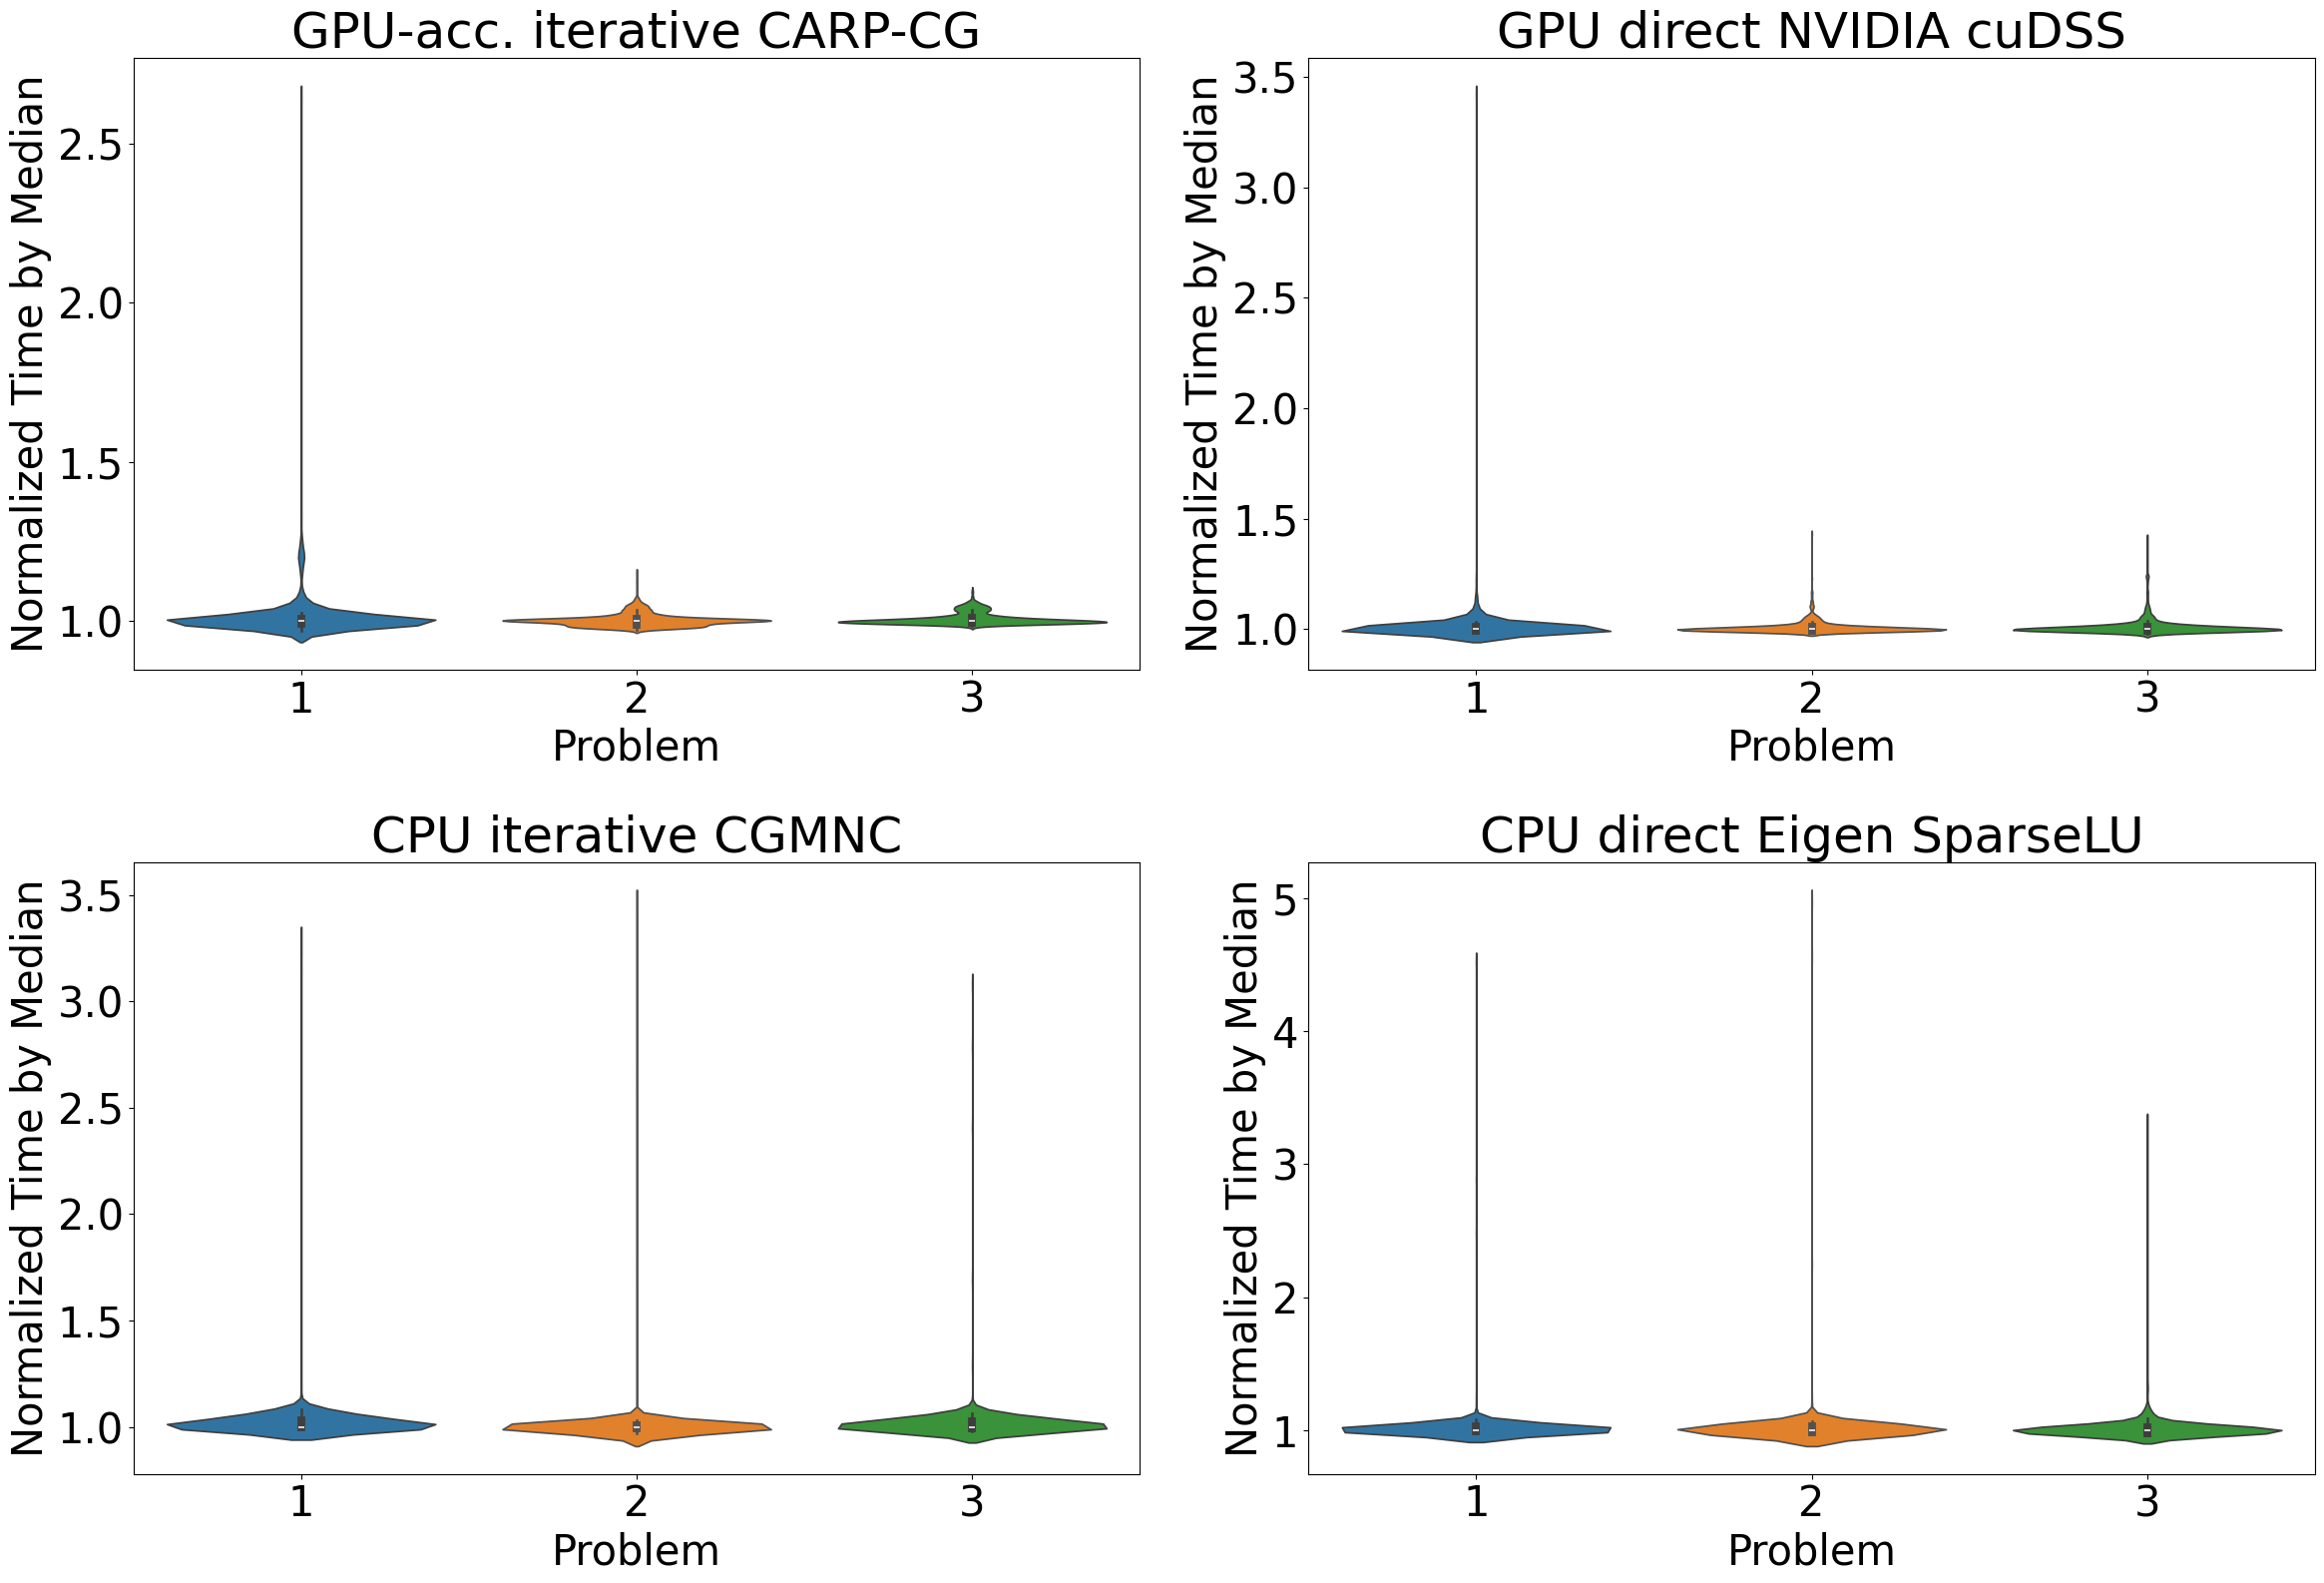 GPU-acc. iterative CARP-CG
Normalized Time by Median
2.5
2.0
1.5
1.0
1 2 3
Problem
GPU direct NVIDIA cuDSS
Normalized Time by Median
3.5
3.0
2.5
2.0
1.5
1.0
1 2 3
Problem
CPU iterative CGMNC
Normalized Time by Median
3.5
3.0
2.5
2.0
1.5
1.0
1 2 3
Problem
CPU direct Eigen SparseLU
Normalized Time by Median
5
4
3
2
1
1 2 3
Problem